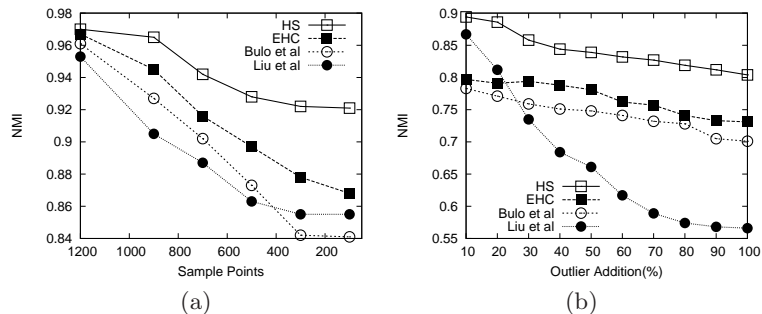 0.98
0.96
0.94
0.92
0.9
0.88
0.86
0.84
NMI
1200 1000 800 600 400 200
Sample Points
HS
EHC
Bulo et al
Liu et al
(a)
0.9
0.85
0.8
0.75
0.7
0.65
0.6
0.55
NMI
10 20 30 40 50 60 70 80 90 100
Outlier Addition(%)
HS
EHC
Bulo et al
Liu et al
(b)